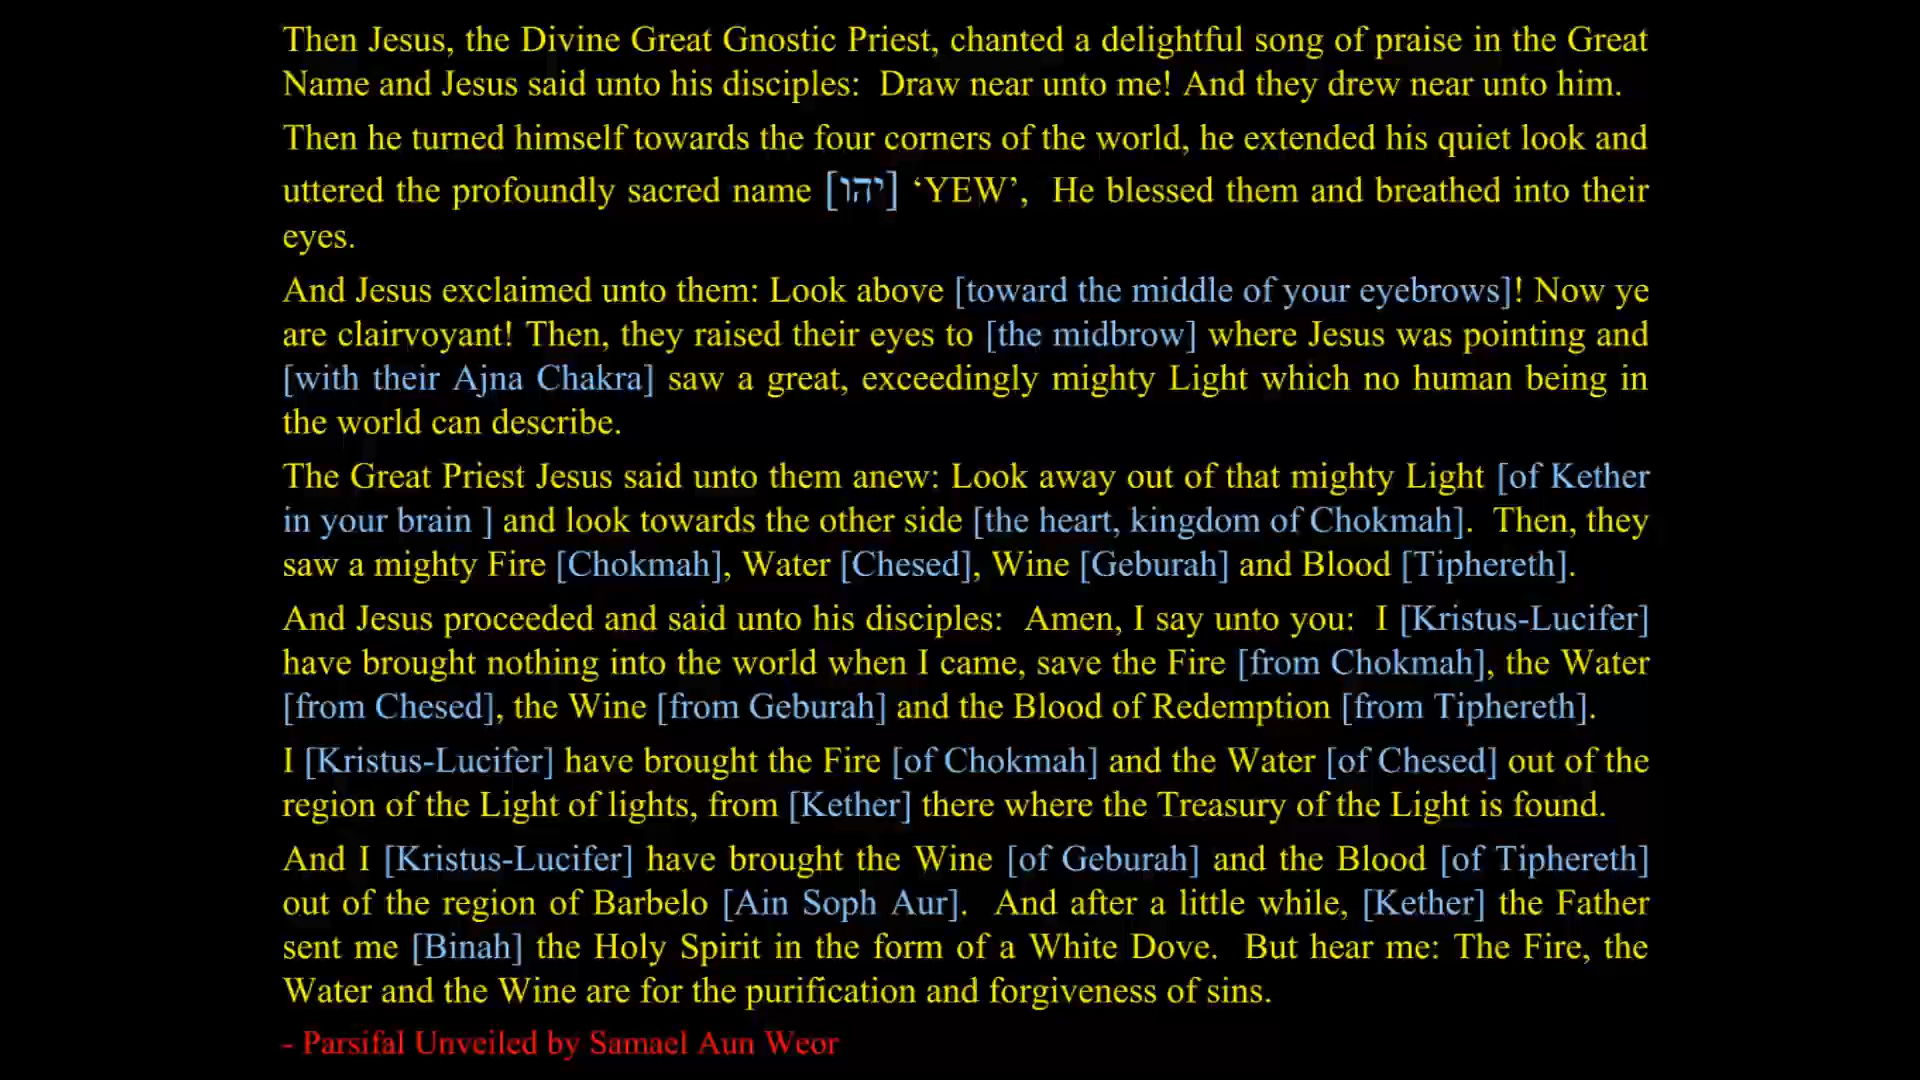 Then Jesus, the Divine Great Gnostic Priest, chanted a delightful song of praise in the Great
Name and Jesus said unto his disciples:  Draw near unto me! And they drew near unto him.
Then he turned himself towards the four corners of the world, he extended his quiet look and
uttered the profoundly sacred name [יהו] ‘YEW’,  He blessed them and breathed into their
eyes.
And Jesus exclaimed unto them: Look above [toward the middle of your eyebrows]! Now ye
are clairvoyant! Then, they raised their eyes to [the midbrow] where Jesus was pointing and
[with their Ajna Chakra] saw a great, exceedingly mighty Light which no human being in
the world can describe.
The Great Priest Jesus said unto them anew: Look away out of that mighty Light [of Kether
in your brain ] and look towards the other side [the heart, kingdom of Chokmah].  Then, they
saw a mighty Fire [Chokmah], Water [Chesed], Wine [Geburah] and Blood [Tiphereth].
And Jesus proceeded and said unto his disciples:  Amen, I say unto you:  I [Kristus-Lucifer]
have brought nothing into the world when I came, save the Fire [from Chokmah], the Water
[from Chesed], the Wine [from Geburah] and the Blood of Redemption [from Tiphereth].
I [Kristus-Lucifer] have brought the Fire [of Chokmah] and the Water [of Chesed] out of the
region of the Light of lights, from [Kether] there where the Treasury of the Light is found.
And I [Kristus-Lucifer] have brought the Wine [of Geburah] and the Blood [of Tiphereth]
out of the region of Barbelo [Ain Soph Aur].  And after a little while, [Kether] the Father
sent me [Binah] the Holy Spirit in the form of a White Dove.  But hear me: The Fire, the
Water and the Wine are for the purification and forgiveness of sins.
- Parsifal Unveiled by Samael Aun Weor